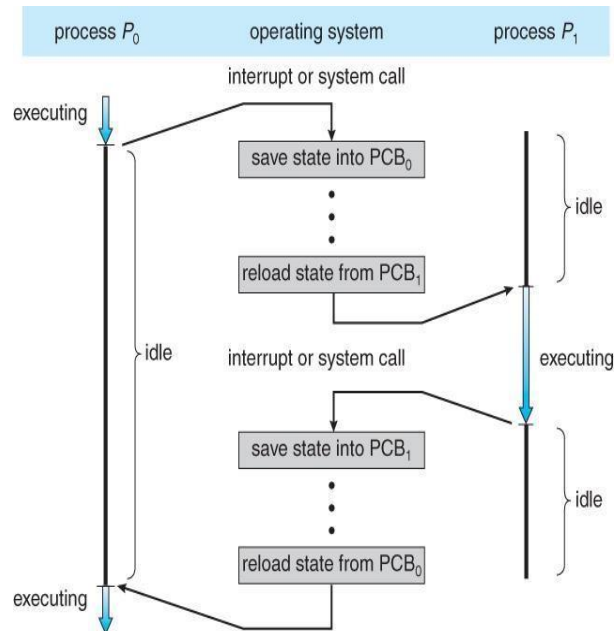 process P₀ operating system process P₁
interrupt or system call
executing
save state into PCB₀
idle
reload state from PCB₁
idle
interrupt or system call
executing
save state into PCB₁
idle
reload state from PCB₀
executing